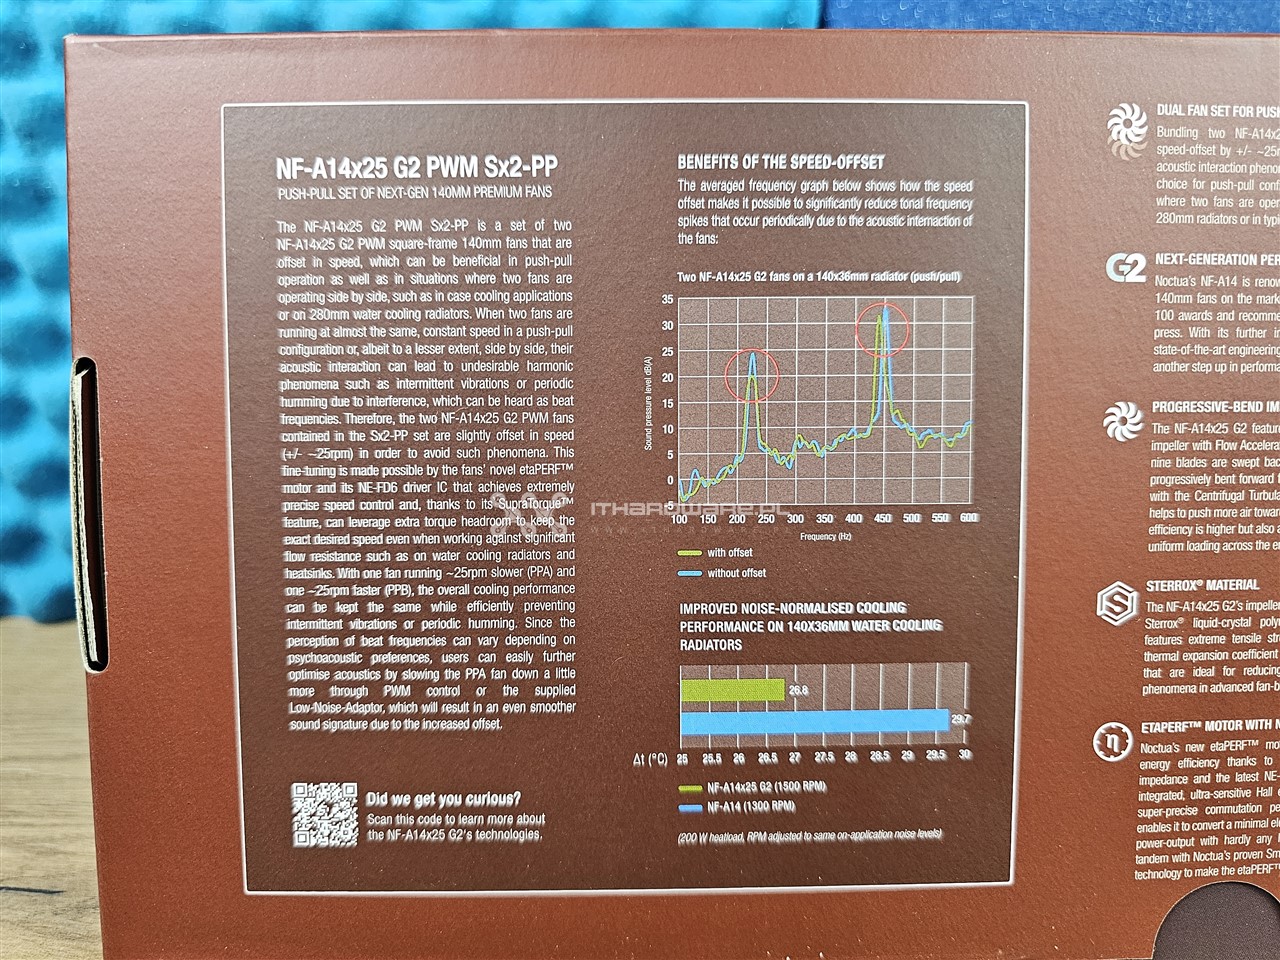 NF-A14x25 G2 PWM Sx2-PP
PUSH-PULL SET OF NEXT-GEN 140MM PREMIUM FANS
The NF-A14x25 G2 PWM Sx2-PP is a set of two
NF-A14x25 G2 PWM square-frame 140mm fans that are
offset in speed, which can be beneficial in push-pull
operation as well as in situations where two fans are
operating side by side, such as in case cooling applications
or on 280mm water cooling radiators. When two fans are
running at almost the same, constant speed in a push-pull
configuration or, albeit to a lesser extent, side by side, their
acoustic interaction can lead to undesirable harmonic
phenomena such as intermittent vibrations or periodic
humming due to interference, which can be heard as beat
frequencies. Therefore, the two NF-A14x25 G2 PWM fans
contained in the Sx2-PP set are slightly offset in speed
(+/- ~25rpm) in order to avoid such phenomena. This
fine-tuning is made possible by the fans' novel etaPERF™
motor and its NE-FD6 driver IC that achieves extremely
precise speed control and, thanks to its SupraTorque™
feature, can leverage extra torque headroom to keep the
exact desired speed even when working against significant
flow resistance such as on water cooling radiators and
heatsinks. With one fan running ~25rpm slower (PPA) and
one ~25rpm faster (PPB), the overall cooling performance
can be kept the same while efficiently preventing
intermittent vibrations or periodic humming. Since the
perception of beat frequencies can vary depending on
psychoacoustic preferences, users can easily further
optimise acoustics by slowing the PPA fan down a little
more through PWM control or the supplied
Low-Noise-Adaptor, which will result in an even smoother
sound signature due to the increased offset.
Did we get you curious?
Scan this code to learn more about
the NF-A14x25 G2's technologies.
BENEFITS OF THE SPEED-OFFSET
The averaged frequency graph below shows how the speed
offset makes it possible to significantly reduce tonal frequency
spikes that occur periodically due to the acoustic internaction of
the fans:
Two NF-A14x25 G2 fans on a 140x36mm radiator (push/pull)
Sound pressure level dB(A)
35
30
25
20
15
10
5
0
-5
100 150 200 250 300 350 400 450 500 550 600
Frequency (Hz)
with offset
without offset
ITHARDWARE.PL
IMPROVED NOISE-NORMALISED COOLING
PERFORMANCE ON 140X36MM WATER COOLING
RADIATORS
26.8
29.7
Δt (°C) 25 25.5 26 26.5 27 27.5 28 28.5 29 29.5 30
NF-A14x25 G2 (1500 RPM)
NF-A14 (1300 RPM)
(200 W heatload, RPM adjusted to same on-application noise levels)
DUAL FAN SET FOR PUSH
Bundling two NF-A14x2
speed-offset by +/- ~25r
acoustic interaction phenom
choice for push-pull conf
where two fans are oper
280mm radiators or in typi
G2
NEXT-GENERATION PER
Noctua's NF-A14 is renow
140mm fans on the mark
100 awards and recomme
press. With its further in
state-of-the-art engineering
another step up in performa
PROGRESSIVE-BEND IM
The NF-A14x25 G2 featur
impeller with Flow Accelerat
nine blades are swept bac
progressively bent forward t
with the Centrifugal Turbula
helps to push more air towar
efficiency is higher but also a
uniform loading across the en
S
STERROX® MATERIAL
The NF-A14x25 G2's impelle
Sterrox® liquid-crystal poly
features extreme tensile str
thermal expansion coefficient
that are ideal for reducing
phenomena in advanced fan-b
η
ETAPERF™ MOTOR WITH N
Noctua's new etaPERF™ mo
energy efficiency thanks to
impedance and the latest NE-
integrated, ultra-sensitive Hall e
super-precise commutation pe
enables it to convert a minimal ele
power-output with hardly any
tandem with Noctua's proven Sm
technology to make the etaPERF™